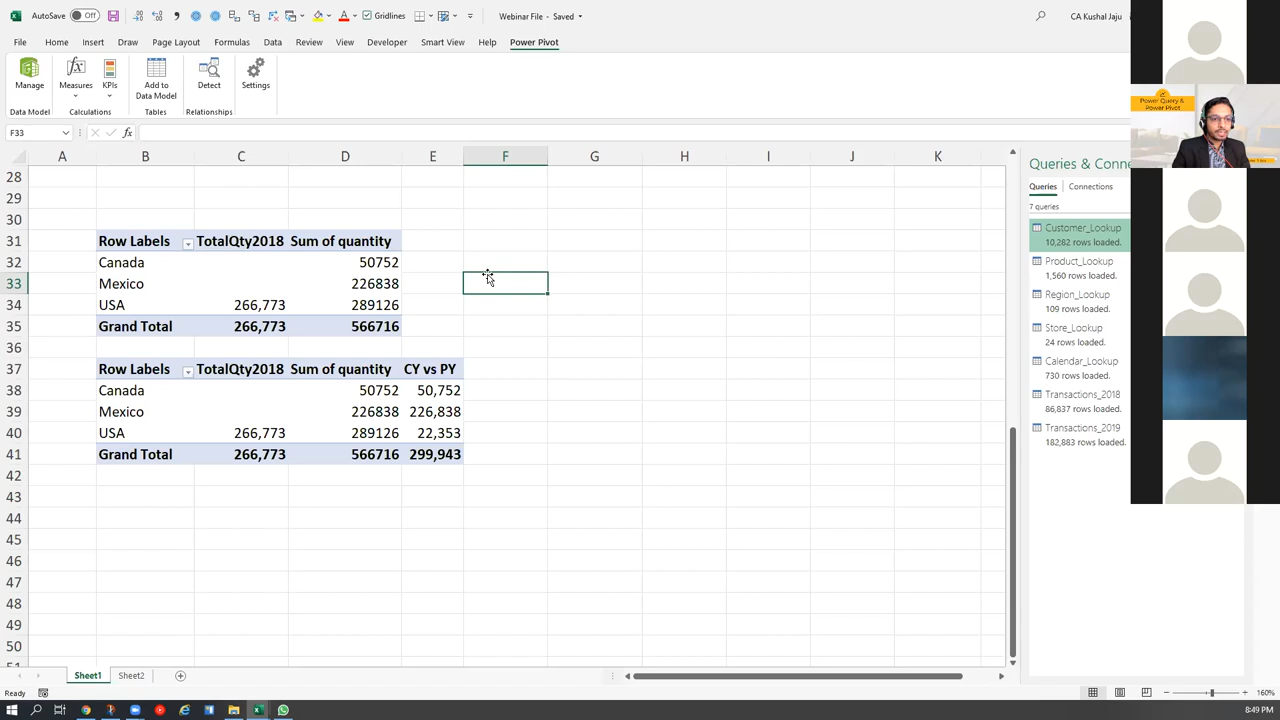 AutoSave Off Gridlines Webinar File - Saved CA Kushal Jaju
File Home Insert Draw Page Layout Formulas Data Review View Developer Smart View Help Power Pivot
Manage Measures KPIs Add to Data Model Detect Settings
Data Model Calculations Tables Relationships
F33 fx
Power Query &
Power Pivot
A B C D E F G H I J K
Queries & Conne
Queries Connections
7 queries
Customer_Lookup
10,282 rows loaded.
Product_Lookup
1,560 rows loaded.
Region_Lookup
109 rows loaded.
Store_Lookup
24 rows loaded.
Calendar_Lookup
730 rows loaded.
Transactions_2018
86,837 rows loaded.
Transactions_2019
182,883 rows loaded.
28
29
30
31 Row Labels TotalQty2018 Sum of quantity
32 Canada 50752
33 Mexico 226838
34 USA 266,773 289126
35 Grand Total 266,773 566716
36
37 Row Labels TotalQty2018 Sum of quantity CY vs PY
38 Canada 50752 50,752
39 Mexico 226838 226,838
40 USA 266,773 289126 22,353
41 Grand Total 266,773 566716 299,943
42
43
44
45
46
47
48
49
50
51
Sheet1 Sheet2
Ready 160%
8:49 PM